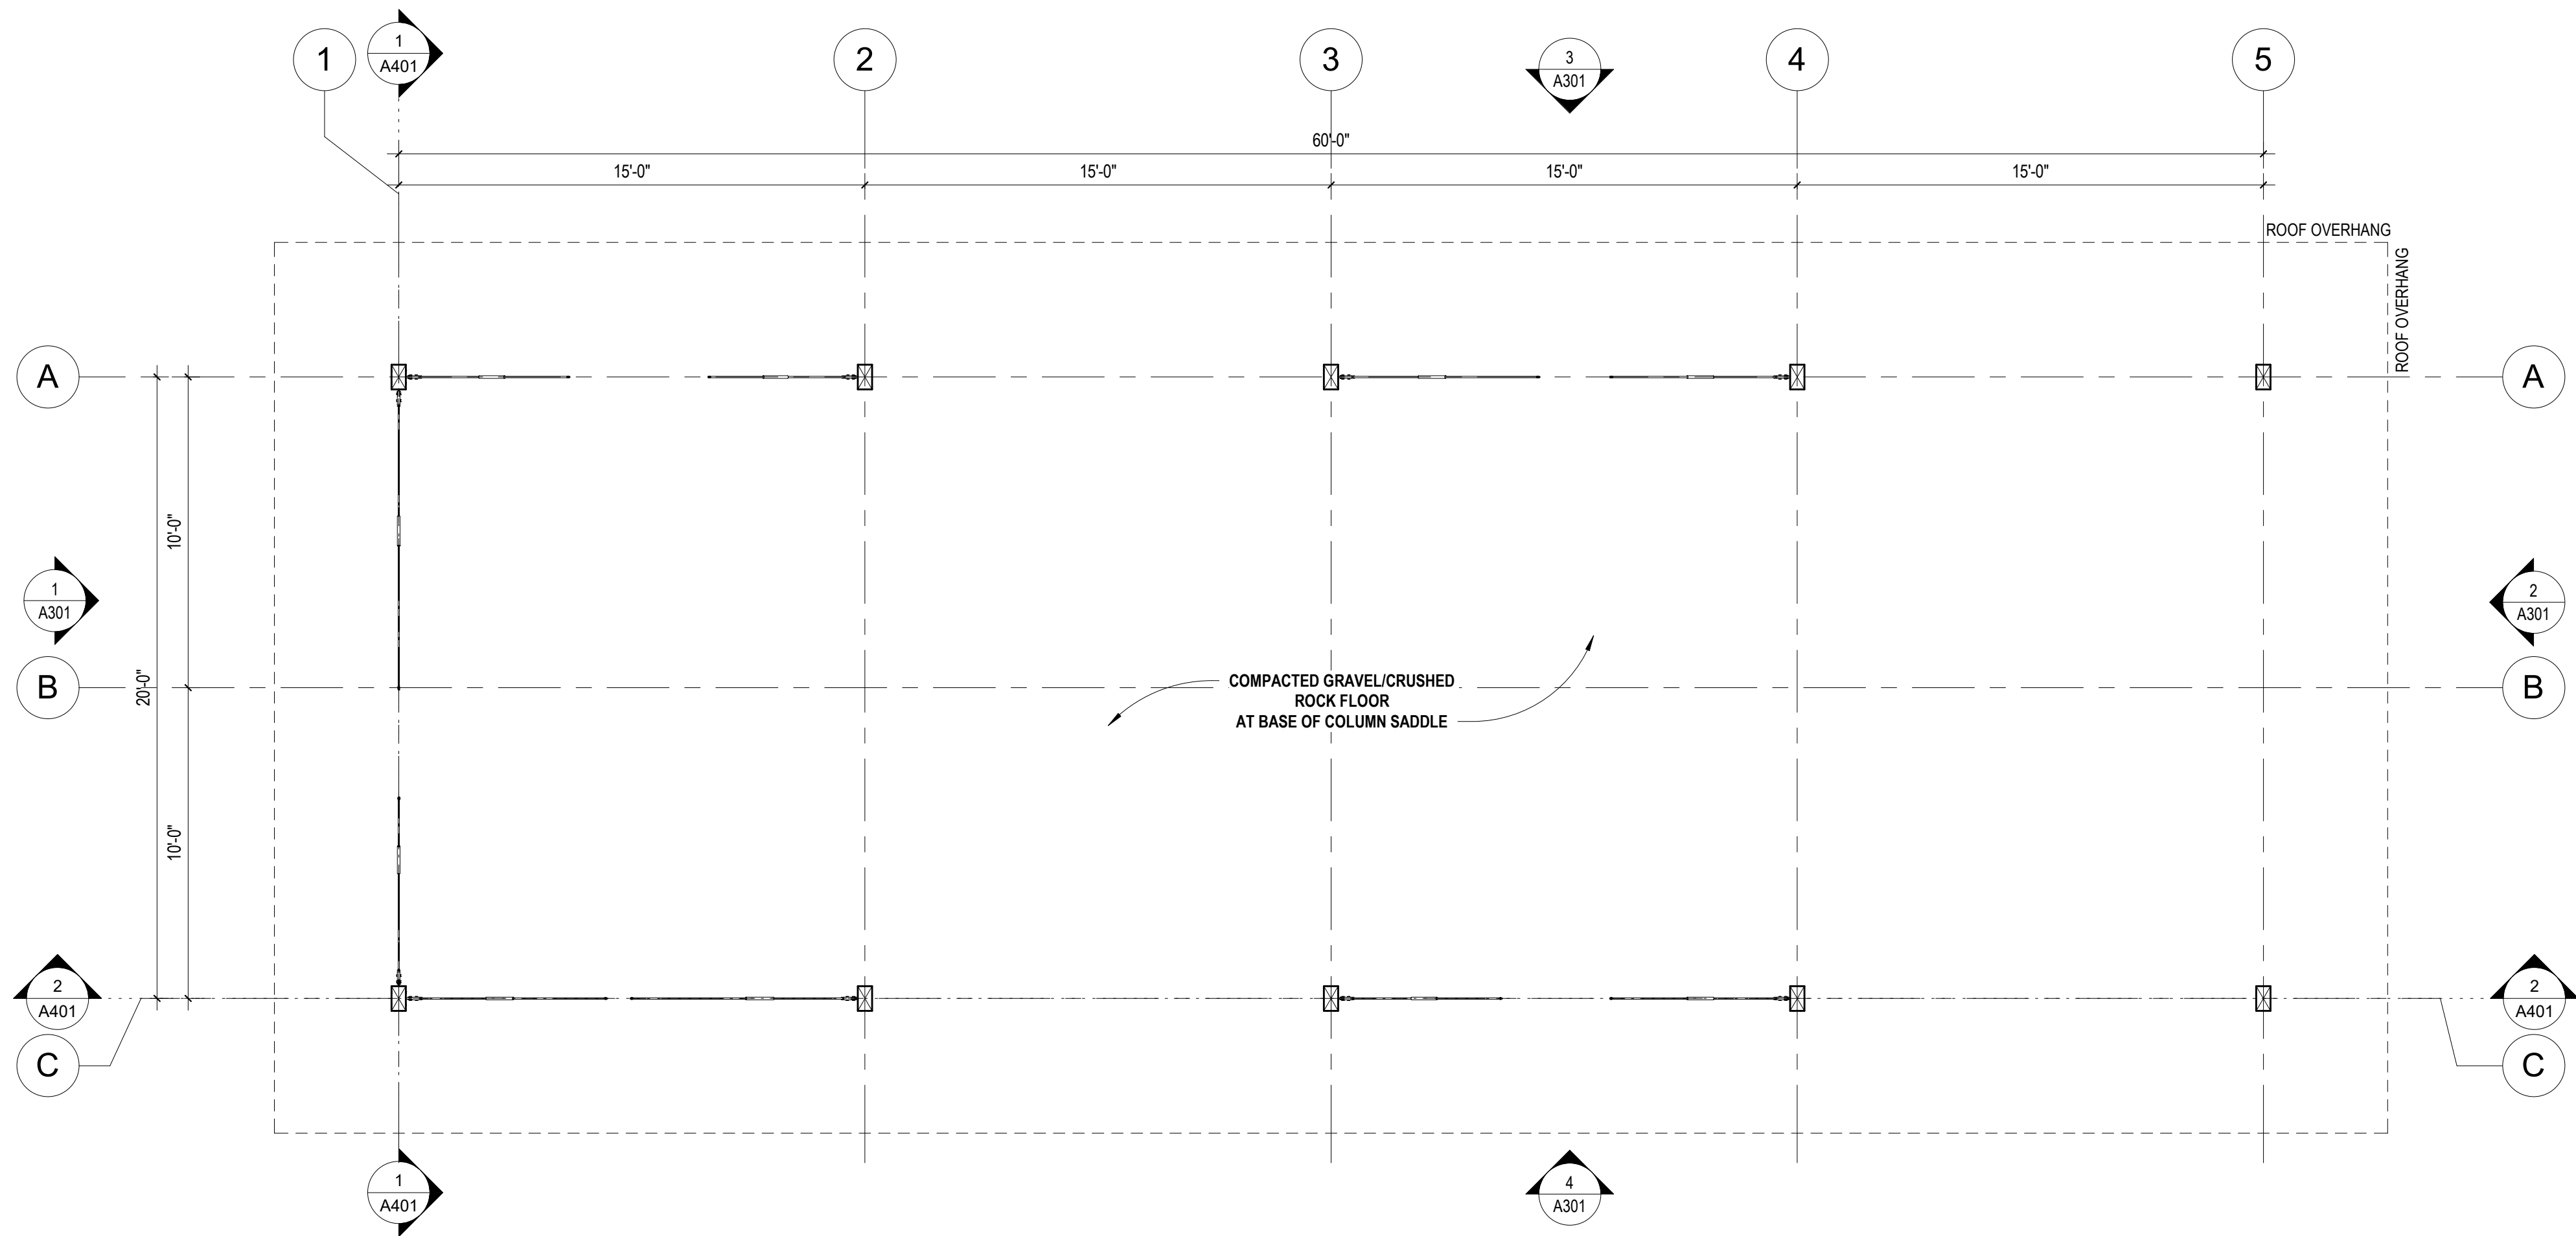 1
1
A401
2
3
3
A301
4
5
60'-0"
15'-0"
15'-0"
15'-0"
15'-0"
ROOF OVERHANG
ROOF OVERHANG
A
A
10'-0"
1
A301
2
A301
20'-0"
B
B
COMPACTED GRAVEL/CRUSHED
ROCK FLOOR
AT BASE OF COLUMN SADDLE
10'-0"
2
A401
2
A401
C
C
1
A401
4
A301